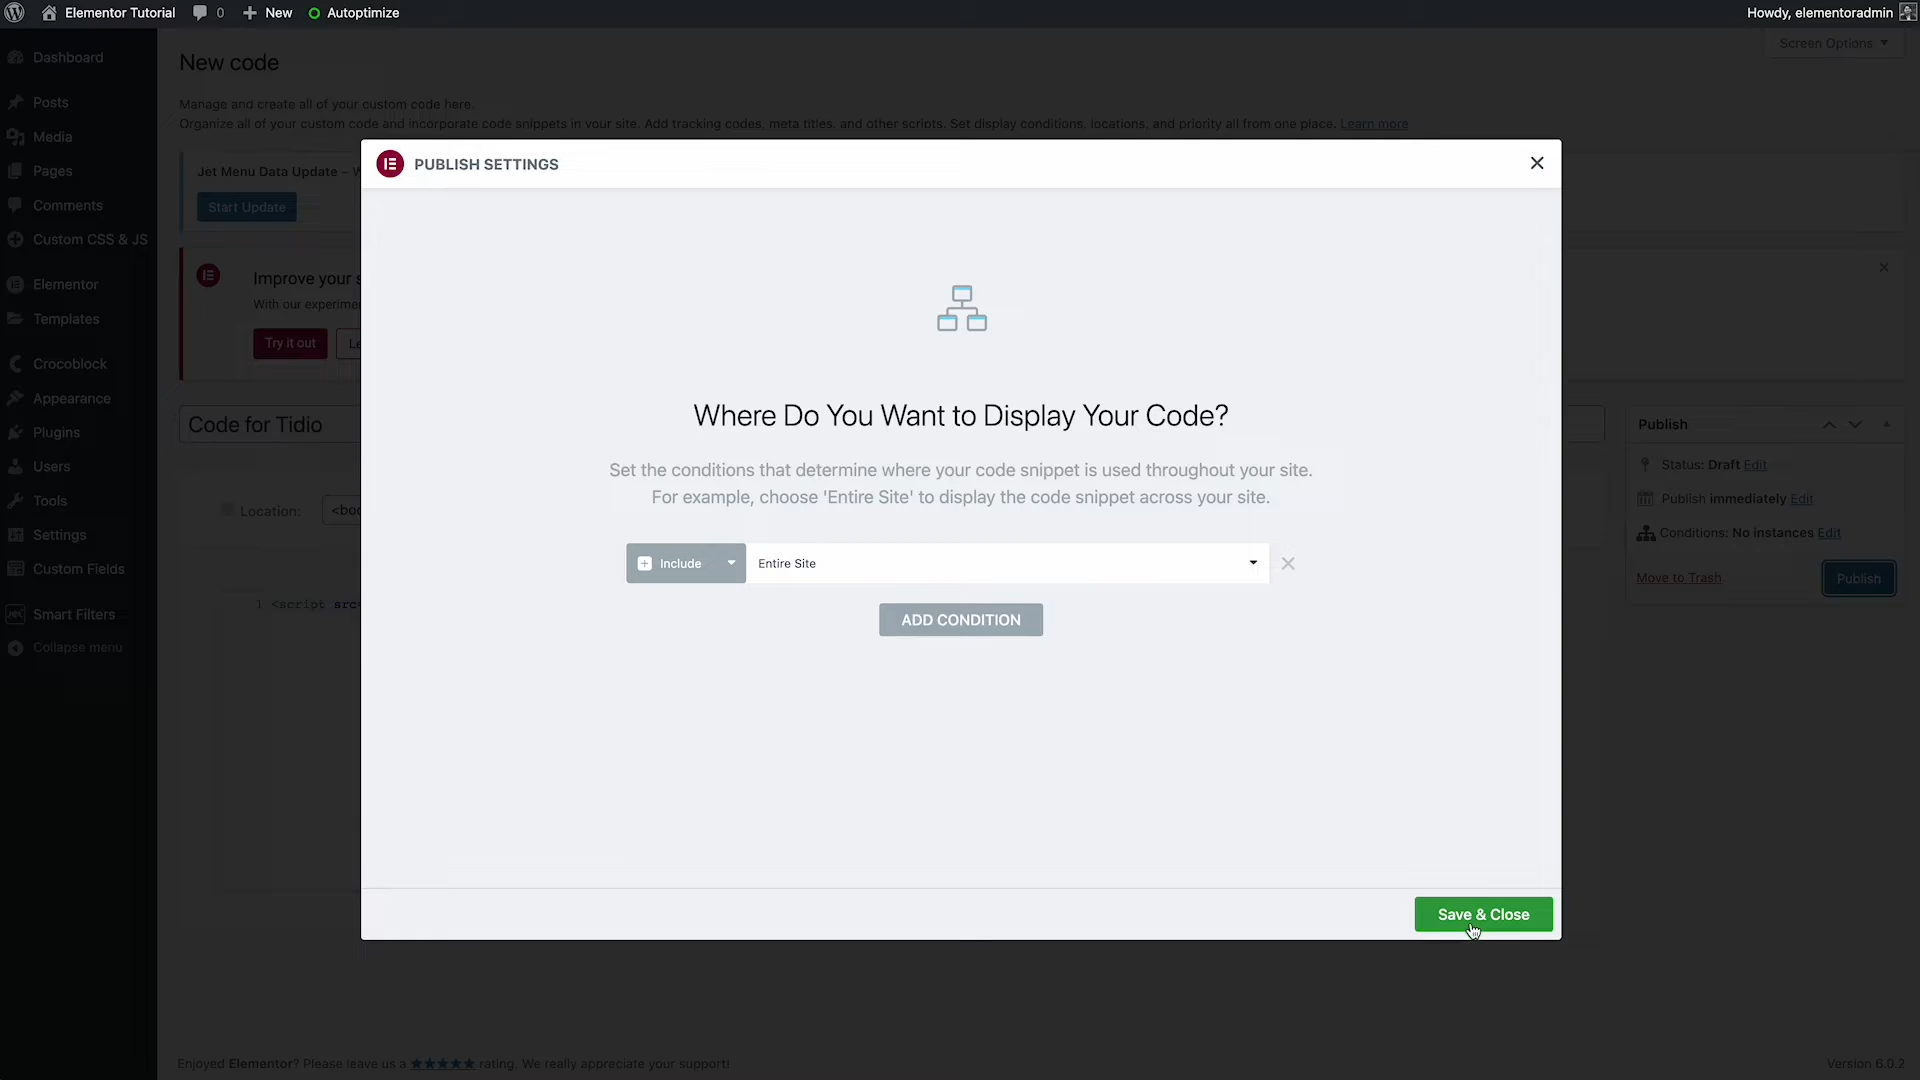 Elementor Tutorial
0
New
Autoptimize
Howdy, elementoradmin
Screen Options
Dashboard
Posts
Media
Pages
Comments
Custom CSS & JS
Elementor
Templates
Crocoblock
Appearance
Plugins
Users
Tools
Settings
Custom Fields
Smart Filters
Collapse menu
New code
Manage and create all of your custom code here.
Organize all of your custom code and incorporate code snippets in your site. Add tracking codes, meta titles, and other scripts. Set display conditions, locations, and priority all from one place. Learn more
Jet Menu Data Update –
Start Update
Improve your
With our
Try it out
Code for Tidio
Location:
1 <script
PUBLISH SETTINGS
Where Do You Want to Display Your Code?
Set the conditions that determine where your code snippet is used throughout your site.
For example, choose 'Entire Site' to display the code snippet across your site.
Include
Entire Site
ADD CONDITION
Save & Close
Publish
Status: Draft Edit
Publish immediately Edit
Conditions: No instances Edit
Move to Trash
Publish
Enjoyed Elementor? Please leave us a ★★★★★ rating. We really appreciate your support!
Version 6.0.2